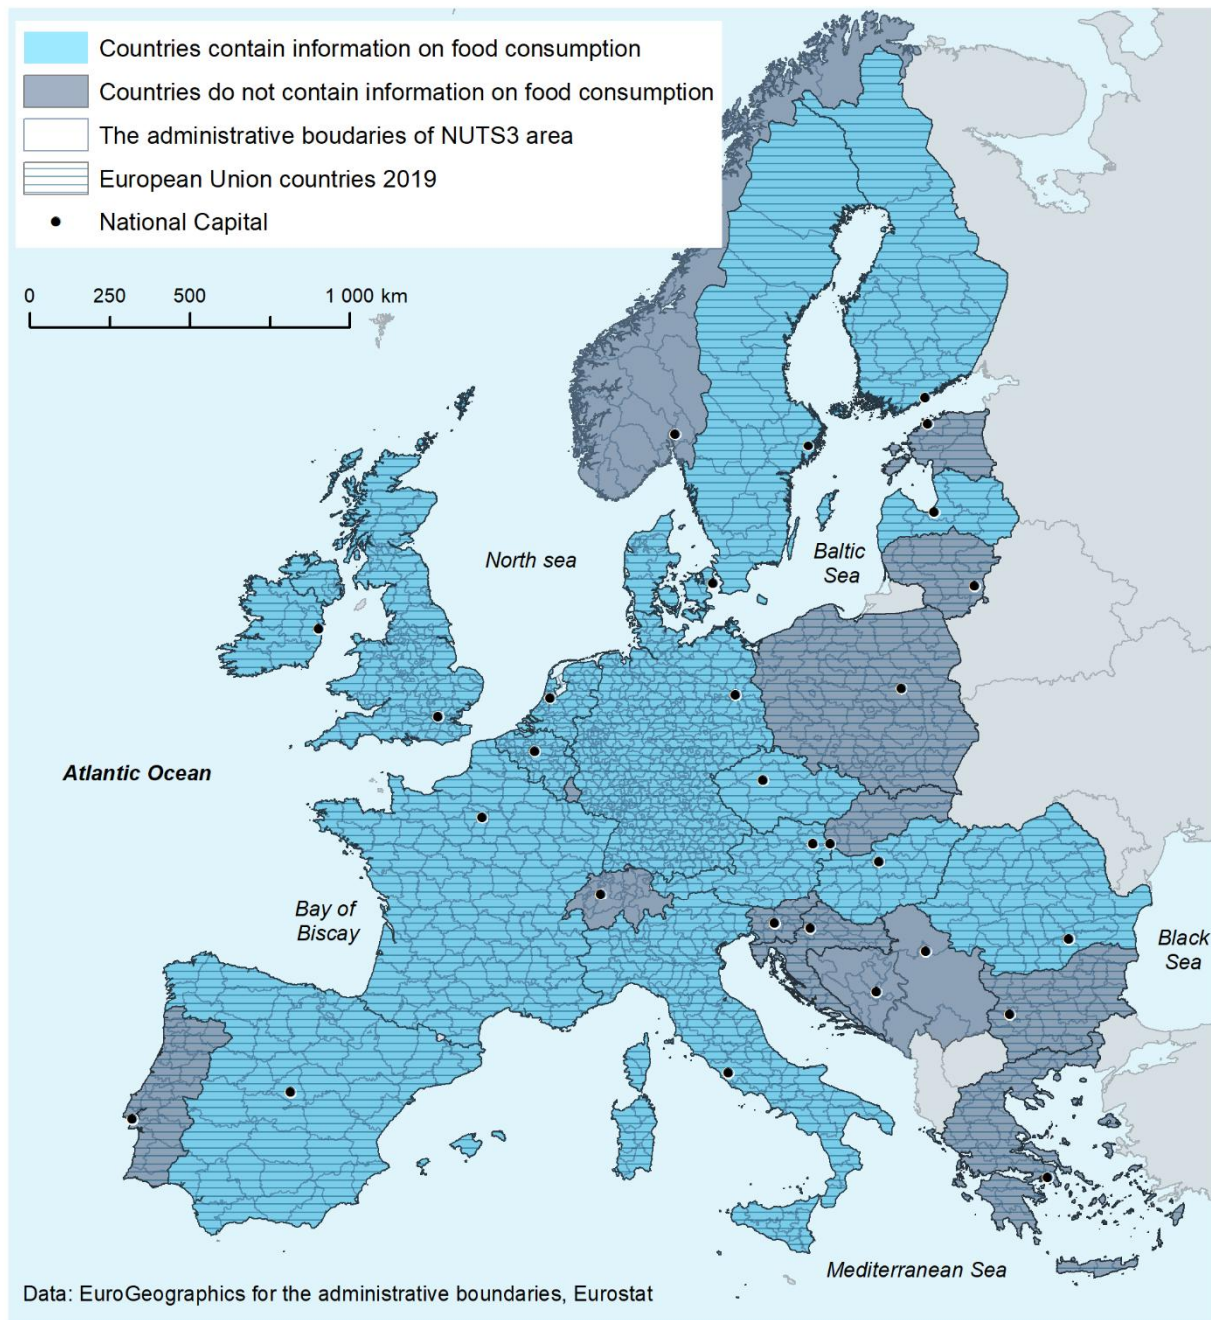 Countries contain information on food consumption
Countries do not contain information on food consumption
The administrative boudaries of NUTS3 area
European Union countries 2019
National Capital
0 250 500 1 000 km
North sea
Baltic
Sea
Atlantic Ocean
Bay of
Biscay
Black
Sea
Mediterranean Sea
Data: EuroGeographics for the administrative boundaries, Eurostat